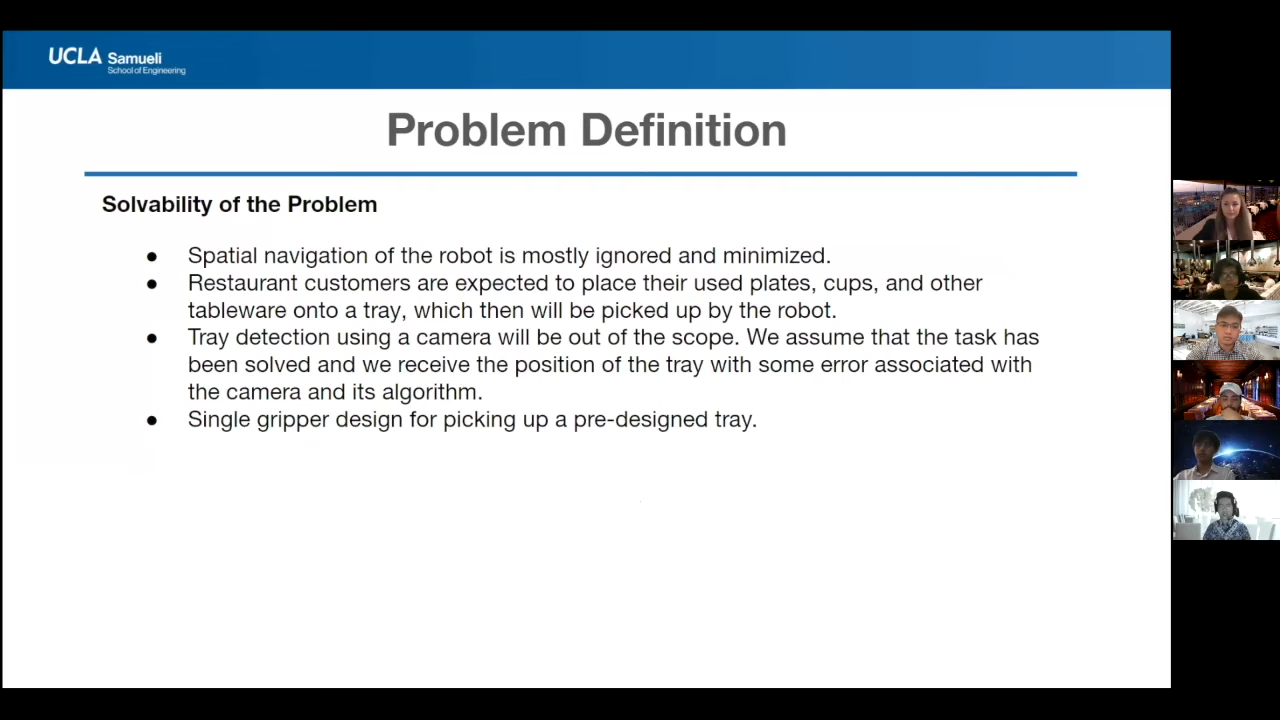 UCLA Samueli
School of Engineering
Problem Definition
Solvability of the Problem
● Spatial navigation of the robot is mostly ignored and minimized.
● Restaurant customers are expected to place their used plates, cups, and other
tableware onto a tray, which then will be picked up by the robot.
● Tray detection using a camera will be out of the scope. We assume that the task has
been solved and we receive the position of the tray with some error associated with
the camera and its algorithm.
● Single gripper design for picking up a pre-designed tray.